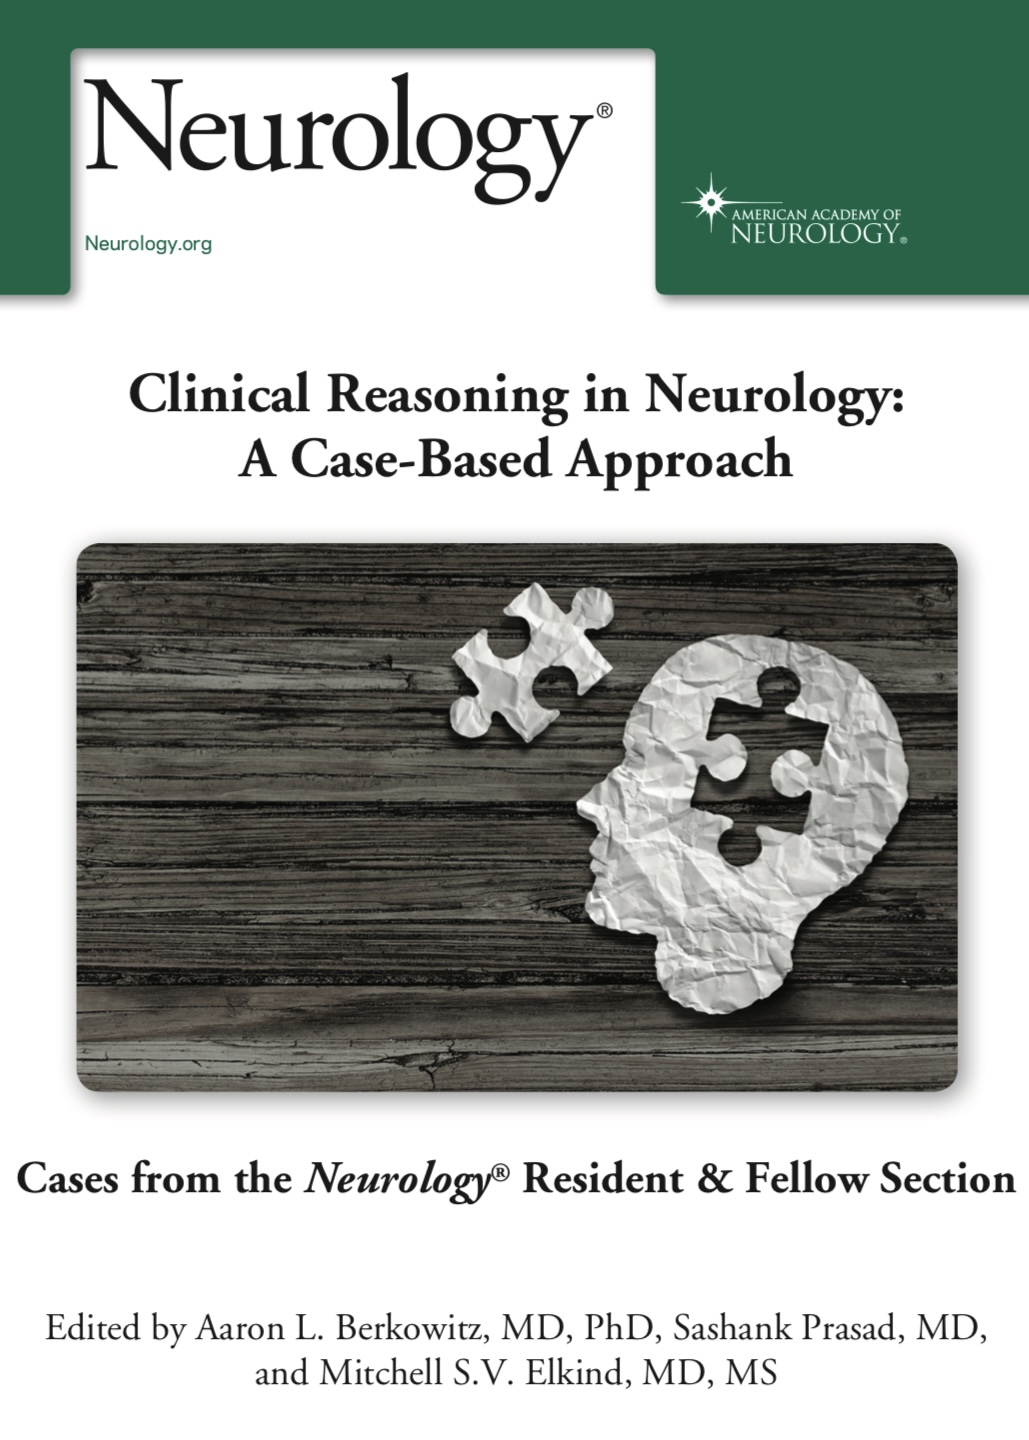 Neurology®
Neurology.org
AMERICAN ACADEMY OF
NEUROLOGY®
Clinical Reasoning in Neurology:
A Case-Based Approach
Cases from the Neurology® Resident & Fellow Section
Edited by Aaron L. Berkowitz, MD, PhD, Sashank Prasad, MD,
and Mitchell S.V. Elkind, MD, MS